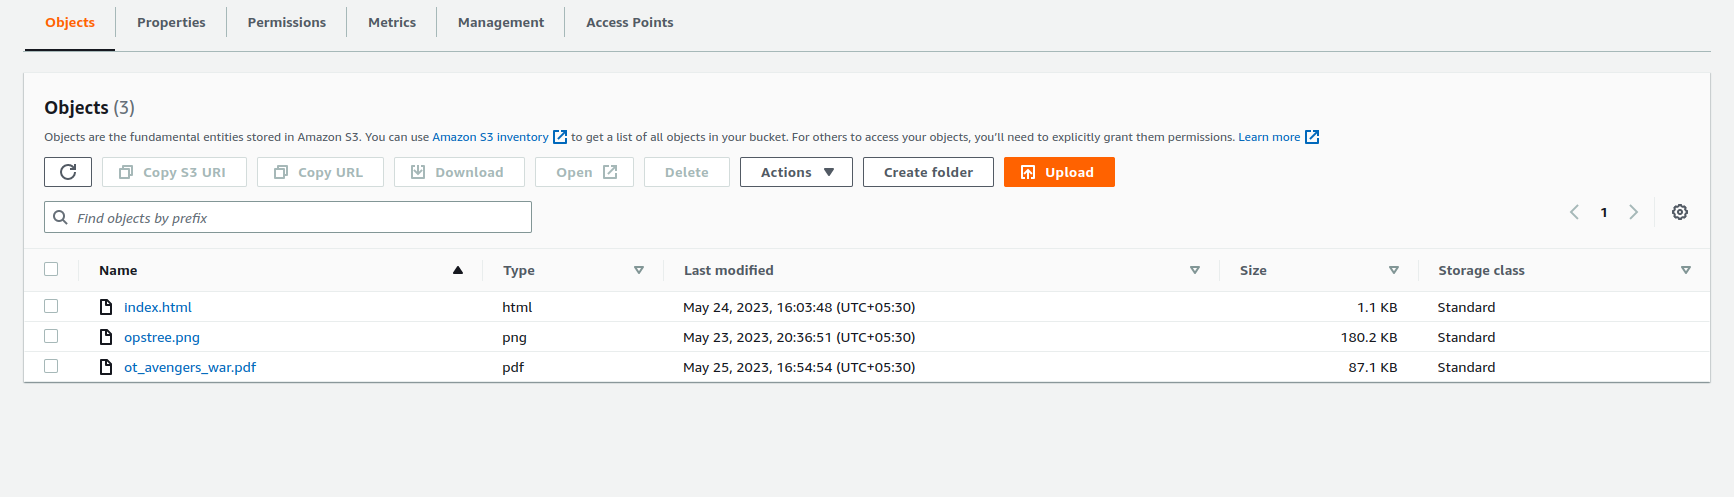 Objects Properties Permissions Metrics Management Access Points
Objects (3)
Objects are the fundamental entities stored in Amazon S3. You can use Amazon S3 inventory to get a list of all objects in your bucket. For others to access your objects, you'll need to explicitly grant them permissions. Learn more
Copy S3 URI Copy URL Download Open Delete Actions Create folder Upload
Find objects by prefix 1
Name Type Last modified Size Storage class
index.html html May 24, 2023, 16:03:48 (UTC+05:30) 1.1 KB Standard
opstree.png png May 23, 2023, 20:36:51 (UTC+05:30) 180.2 KB Standard
ot_avengers_war.pdf pdf May 25, 2023, 16:54:54 (UTC+05:30) 87.1 KB Standard